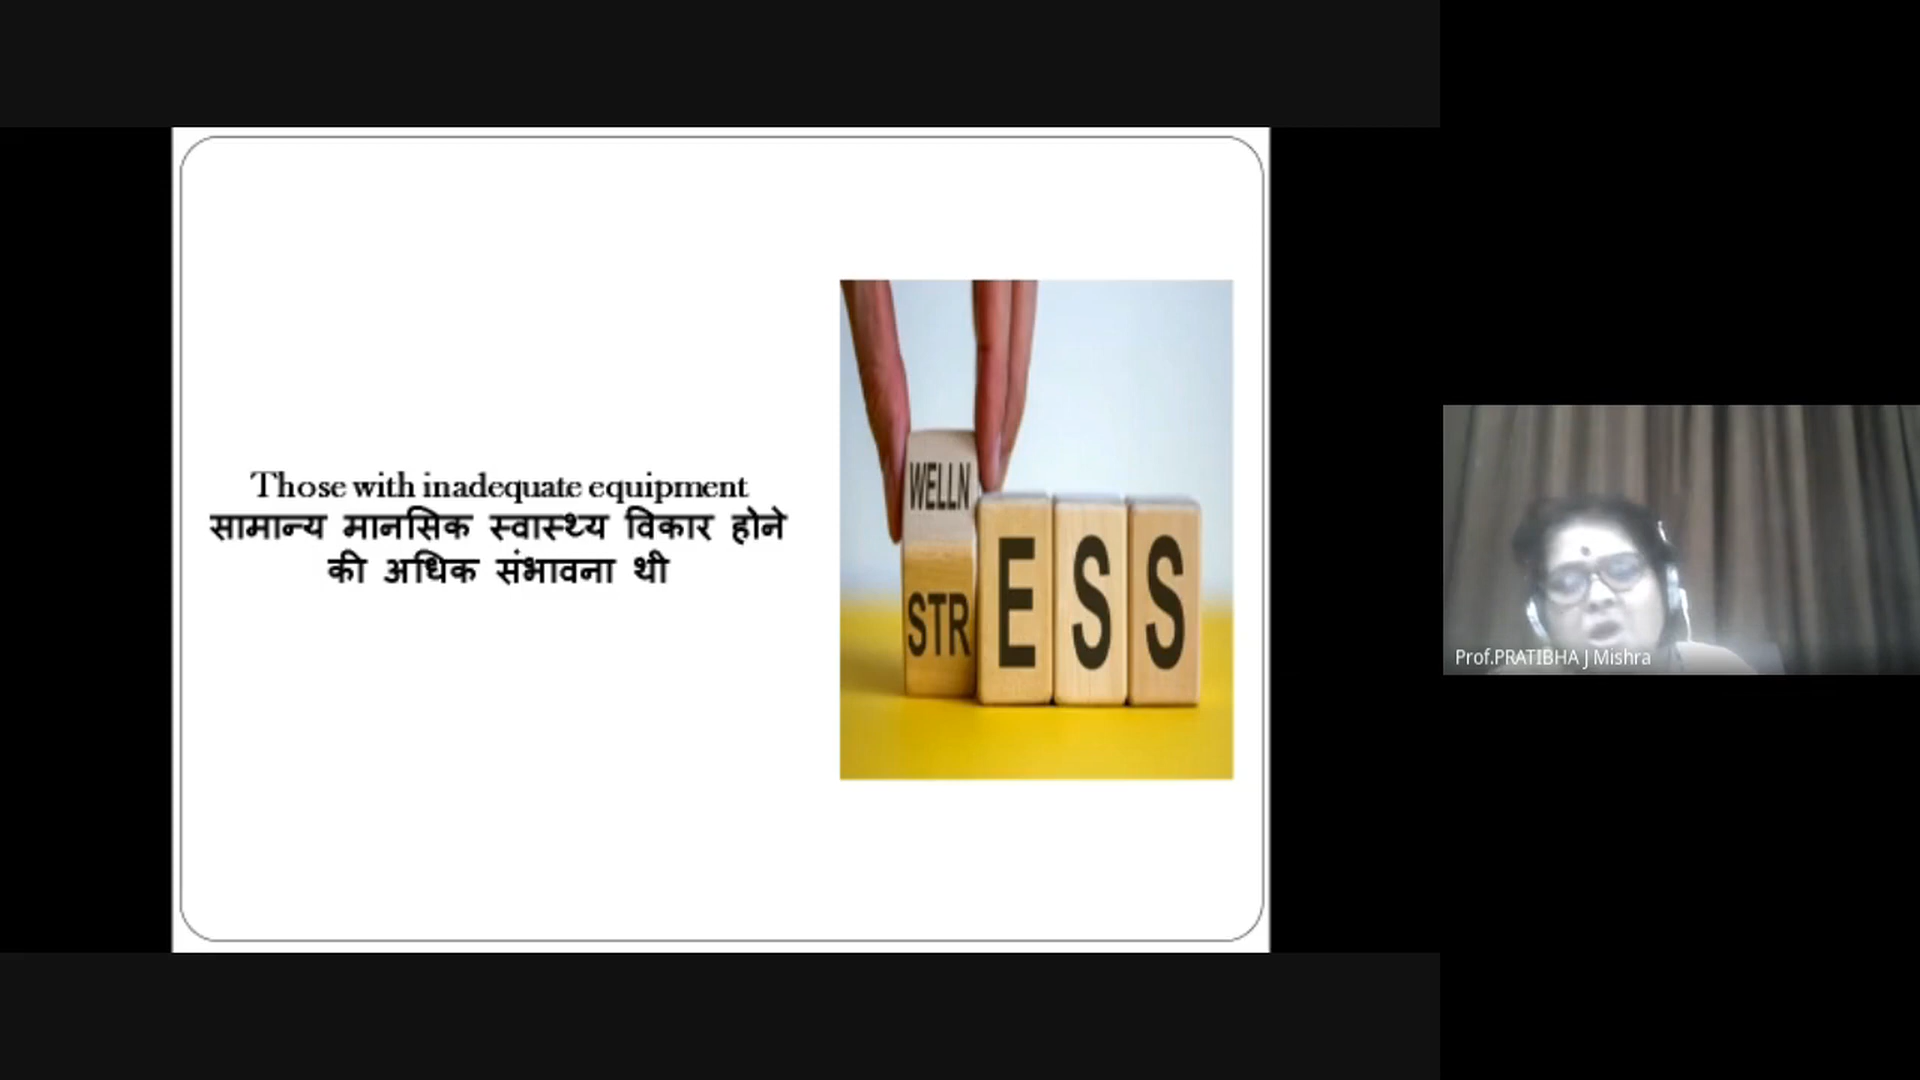 Those with inadequate equipment
सामान्य मानसिक स्वास्थ्य विकार होने
की अधिक संभावना थी
WELLN
STR
E S S
Prof.PRATIBHA J Mishra